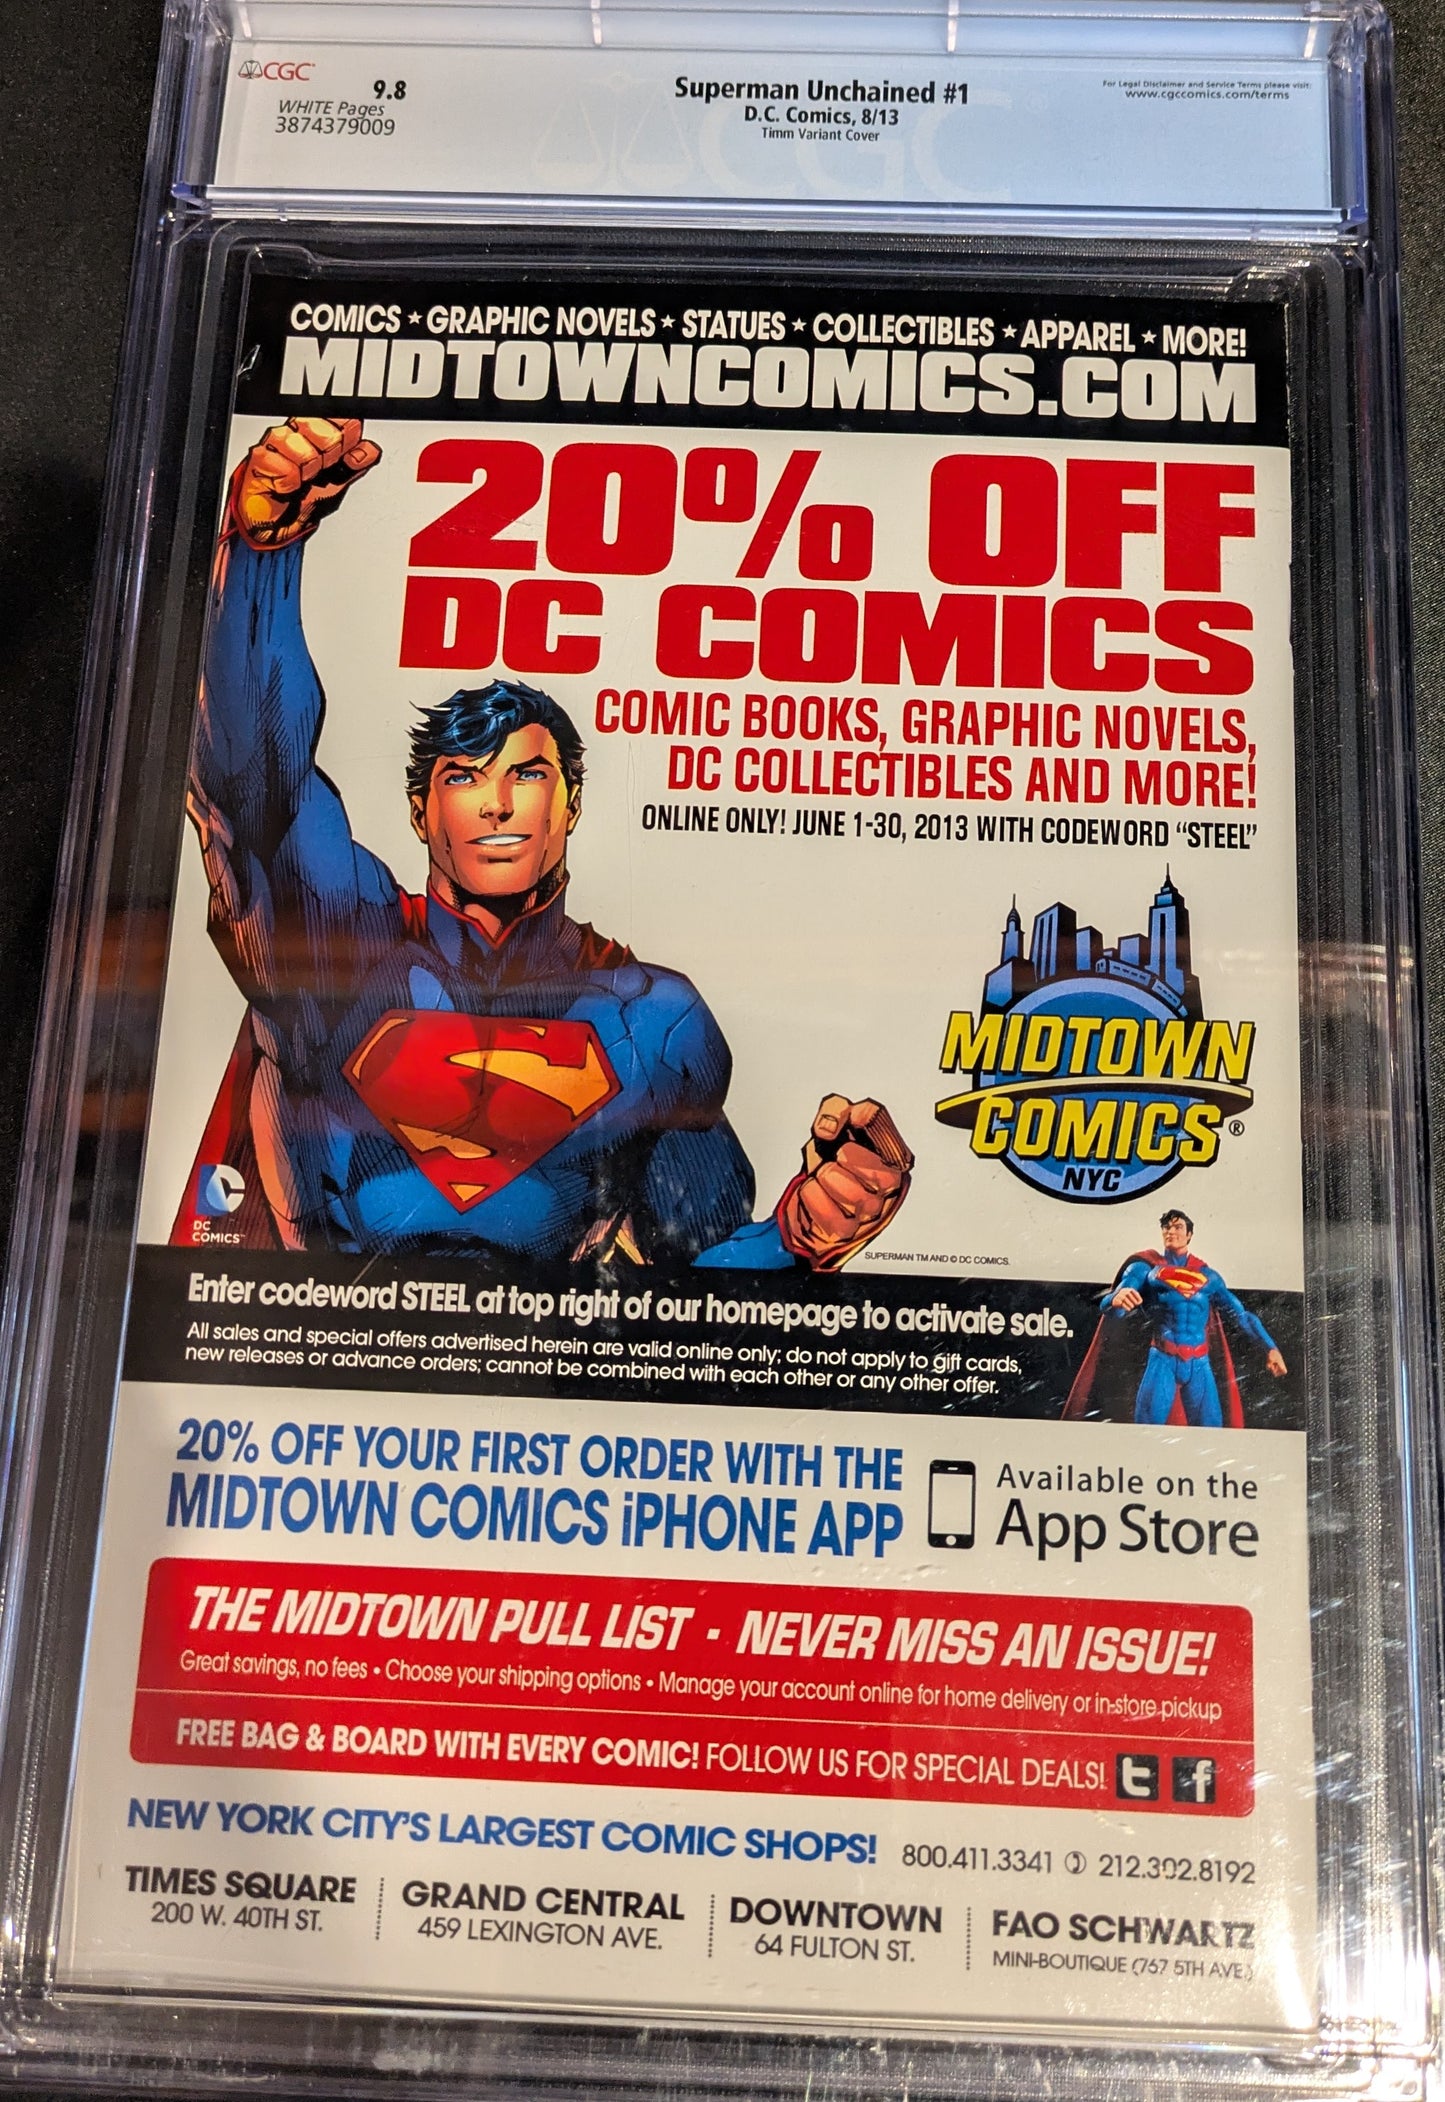 CGC
9.8
WHITE Pages
3874379009
Superman Unchained #1
D.C. Comics, 8/13
Timm Variant Cover
For Legal Disclaimer and Service Terms please visit:
www.cgccomics.com/terms
CGC
COMICS ★ GRAPHIC NOVELS ★ STATUES ★ COLLECTIBLES ★ APPAREL ★ MORE!
MIDTOWNCOMICS.COM
20% OFF
DC COMICS
COMIC BOOKS, GRAPHIC NOVELS,
DC COLLECTIBLES AND MORE!
ONLINE ONLY! JUNE 1-30, 2013 WITH CODEWORD “STEEL”
MIDTOWN
COMICS®
NYC
DC
COMICS™
SUPERMAN TM AND © DC COMICS.
Enter codeword STEEL at top right of our homepage to activate sale.
All sales and special offers advertised herein are valid online only; do not apply to gift cards,
new releases or advance orders; cannot be combined with each other or any other offer.
20% OFF YOUR FIRST ORDER WITH THE
MIDTOWN COMICS iPHONE APP
Available on the
App Store
THE MIDTOWN PULL LIST - NEVER MISS AN ISSUE!
Great savings, no fees • Choose your shipping options • Manage your account online for home delivery or in-store pickup
FREE BAG & BOARD WITH EVERY COMIC! FOLLOW US FOR SPECIAL DEALS! t f
NEW YORK CITY'S LARGEST COMIC SHOPS! 800.411.3341 212.302.8192
TIMES SQUARE
200 W. 40TH ST.
GRAND CENTRAL
459 LEXINGTON AVE.
DOWNTOWN
64 FULTON ST.
FAO SCHWARTZ
MINI-BOUTIQUE (767 5TH AVE.)